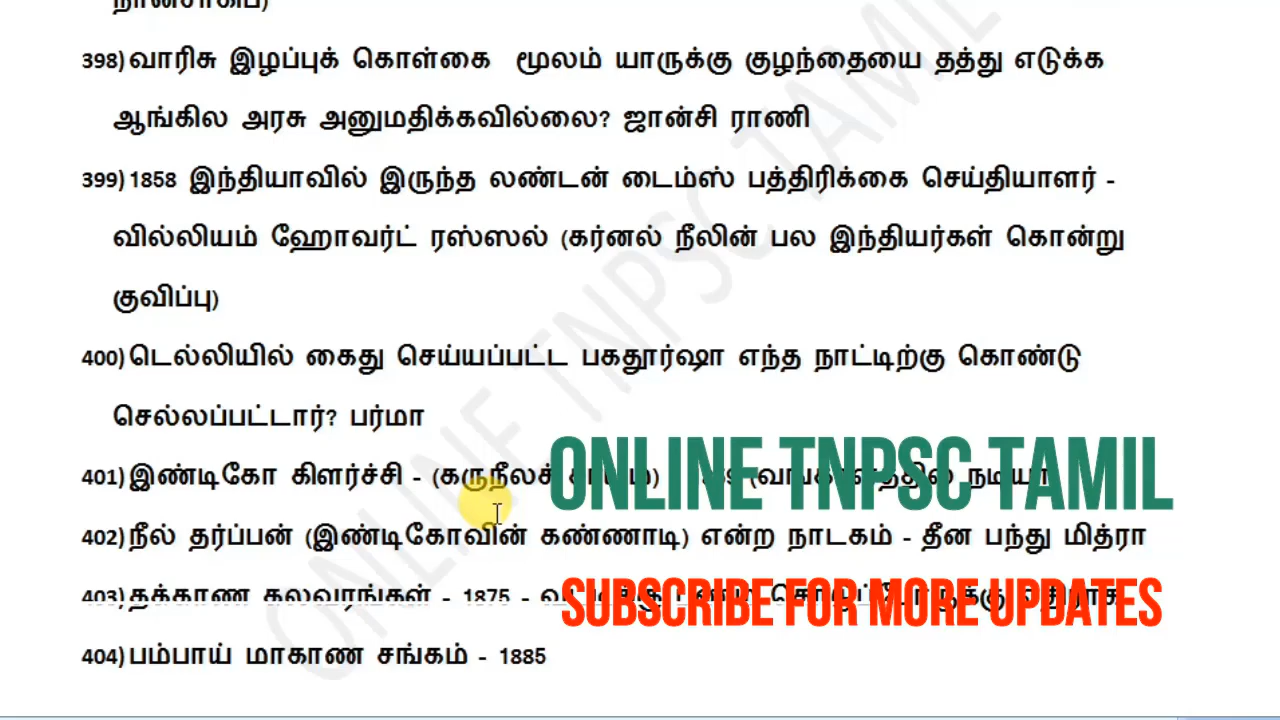 398) வாரிசு இழப்புக் கொள்கை மூலம் யாருக்கு குழந்தையை தத்து எடுக்க
ஆங்கில அரசு அனுமதிக்கவில்லை? ஜான்சி ராணி
399) 1858 இந்தியாவில் இருந்த லண்டன் டைம்ஸ் பத்திரிக்கை செய்தியாளர் -
வில்லியம் ஹோவர்ட் ரஸ்ஸல் (கர்னல் நீலின் பல இந்தியர்கள் கொன்று
குவிப்பு)
400) டெல்லியில் கைது செய்யப்பட்ட பகதூர்ஷா எந்த நாட்டிற்கு கொண்டு
செல்லப்பட்டார்? பர்மா
401) இண்டிகோ கிளர்ச்சி - (கருநீலச்
ONLINE TNPSC TAMIL
402) நீல் தர்ப்பன் (இண்டிகோவின் கண்ணாடி) என்ற நாடகம் - தீன பந்து மித்ரா
403) தக்காண கலவரங்கள் - 1875 -
SUBSCRIBE FOR MORE UPDATES
404) பம்பாய் மாகாண சங்கம் - 1885
ONLINE TNPSC TAMIL